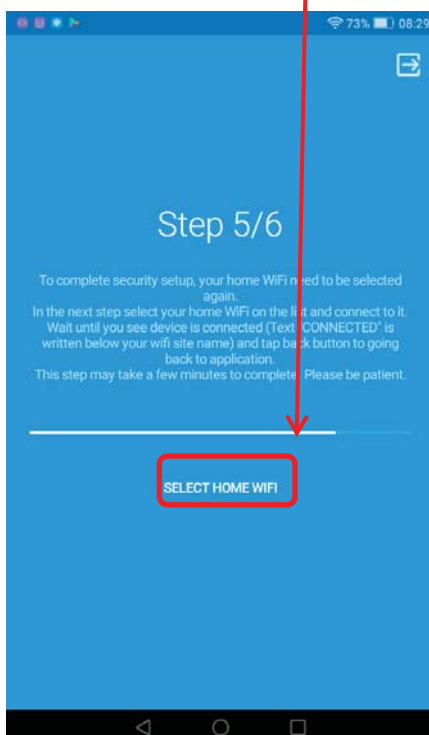 73% 08:29
Step 5/6
To complete security setup, your home WiFi need to be selected
again.
In the next step select your home WiFi on the list and connect to it.
Wait until you see device is connected (Text "CONNECTED" is
written below your wifi site name) and tap back button to going
back to application.
This step may take a few minutes to complete. Please be patient.
SELECT HOME WIFI